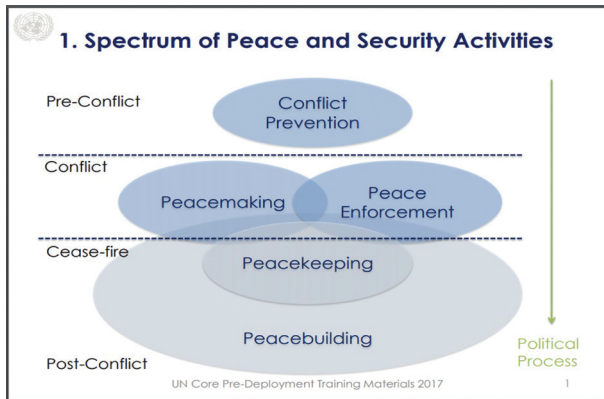 1. Spectrum of Peace and Security Activities
Pre-Conflict
Conflict
Prevention
Conflict
Peacemaking
Peace
Enforcement
Cease-fire
Peacekeeping
Peacebuilding
Post-Conflict
Political
Process
UN Core Pre-Deployment Training Materials 2017
1